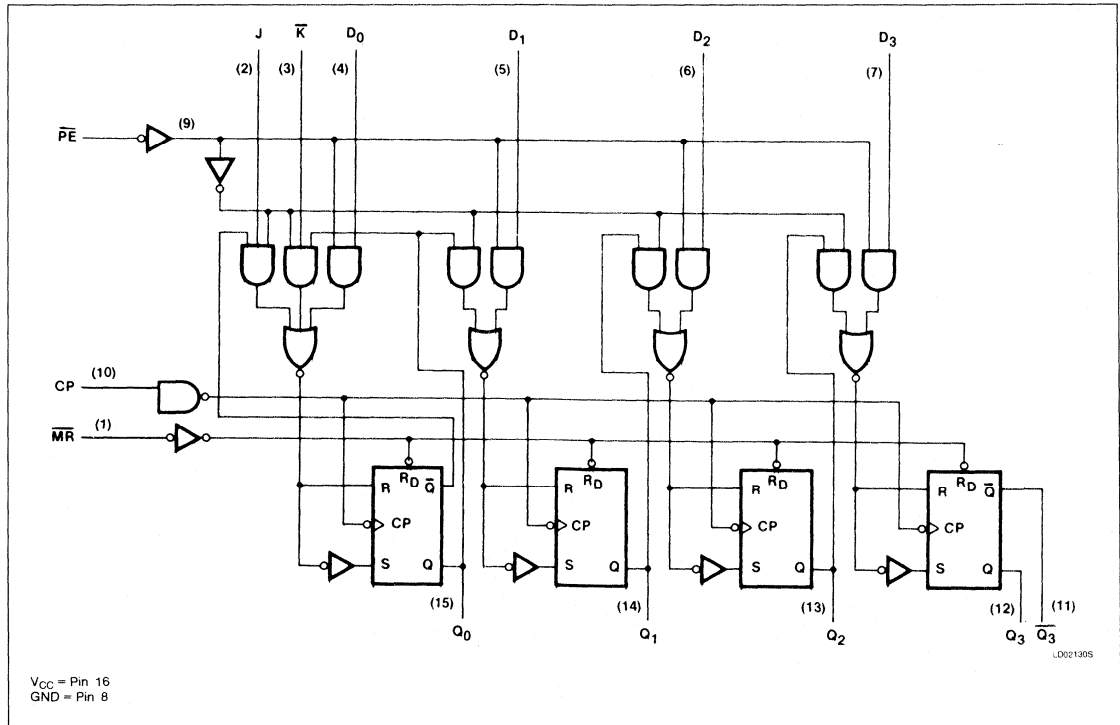 J K̅ D0 D1 D2 D3
(2) (3) (4) (5) (6) (7)
P̅E̅ (9)
CP (10)
M̅R̅ (1)
RD RD RD RD
R Q̅ R R R Q̅
CP CP CP CP
S Q S Q S Q S Q
(15) (14) (13) (12) (11)
Q0 Q1 Q2 Q3 Q̅3̅
LD02130S
VCC = Pin 16
GND = Pin 8